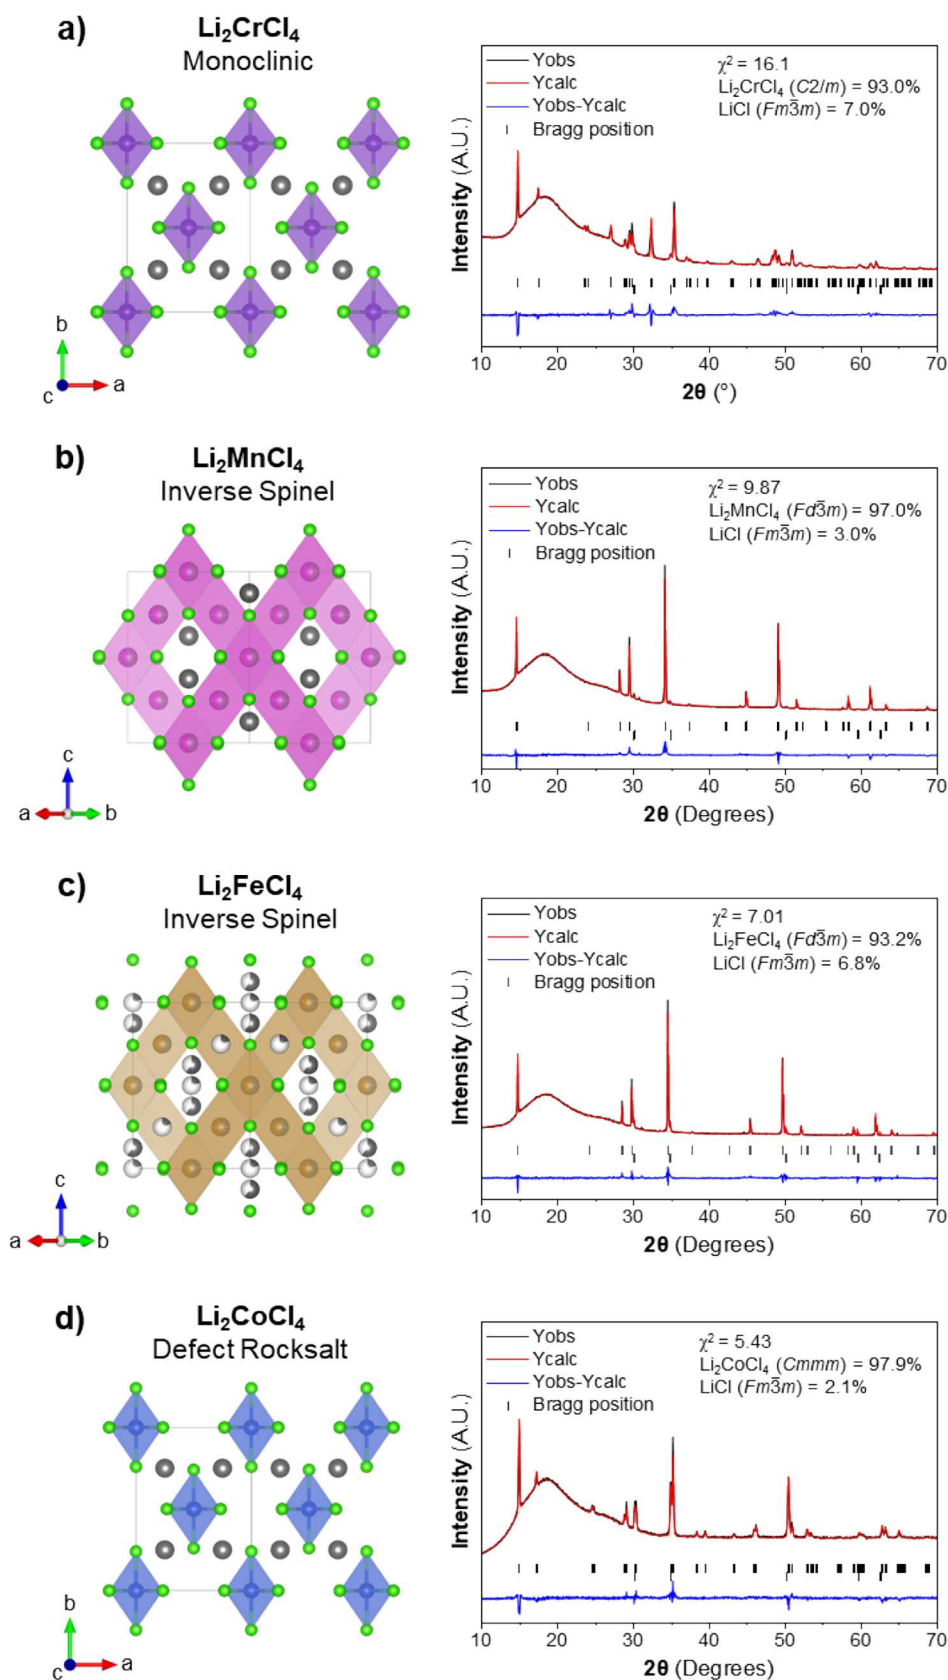 a)
Li₂CrCl₄
Monoclinic
b
c
a
Yobs
Ycalc
Yobs-Ycalc
Bragg position
χ² = 16.1
Li₂CrCl₄ (C2/m) = 93.0%
LiCl (Fm3̅m) = 7.0%
Intensity (A.U.)
10 20 30 40 50 60 70
2θ (°)
b)
Li₂MnCl₄
Inverse Spinel
c
a
b
Yobs
Ycalc
Yobs-Ycalc
Bragg position
χ² = 9.87
Li₂MnCl₄ (Fd3̅m) = 97.0%
LiCl (Fm3̅m) = 3.0%
Intensity (A.U.)
10 20 30 40 50 60 70
2θ (Degrees)
c)
Li₂FeCl₄
Inverse Spinel
c
a
b
Yobs
Ycalc
Yobs-Ycalc
Bragg position
χ² = 7.01
Li₂FeCl₄ (Fd3̅m) = 93.2%
LiCl (Fm3̅m) = 6.8%
Intensity (A.U.)
10 20 30 40 50 60 70
2θ (Degrees)
d)
Li₂CoCl₄
Defect Rocksalt
b
c
a
Yobs
Ycalc
Yobs-Ycalc
Bragg position
χ² = 5.43
Li₂CoCl₄ (Cmmm) = 97.9%
LiCl (Fm3̅m) = 2.1%
Intensity (A.U.)
10 20 30 40 50 60 70
2θ (Degrees)